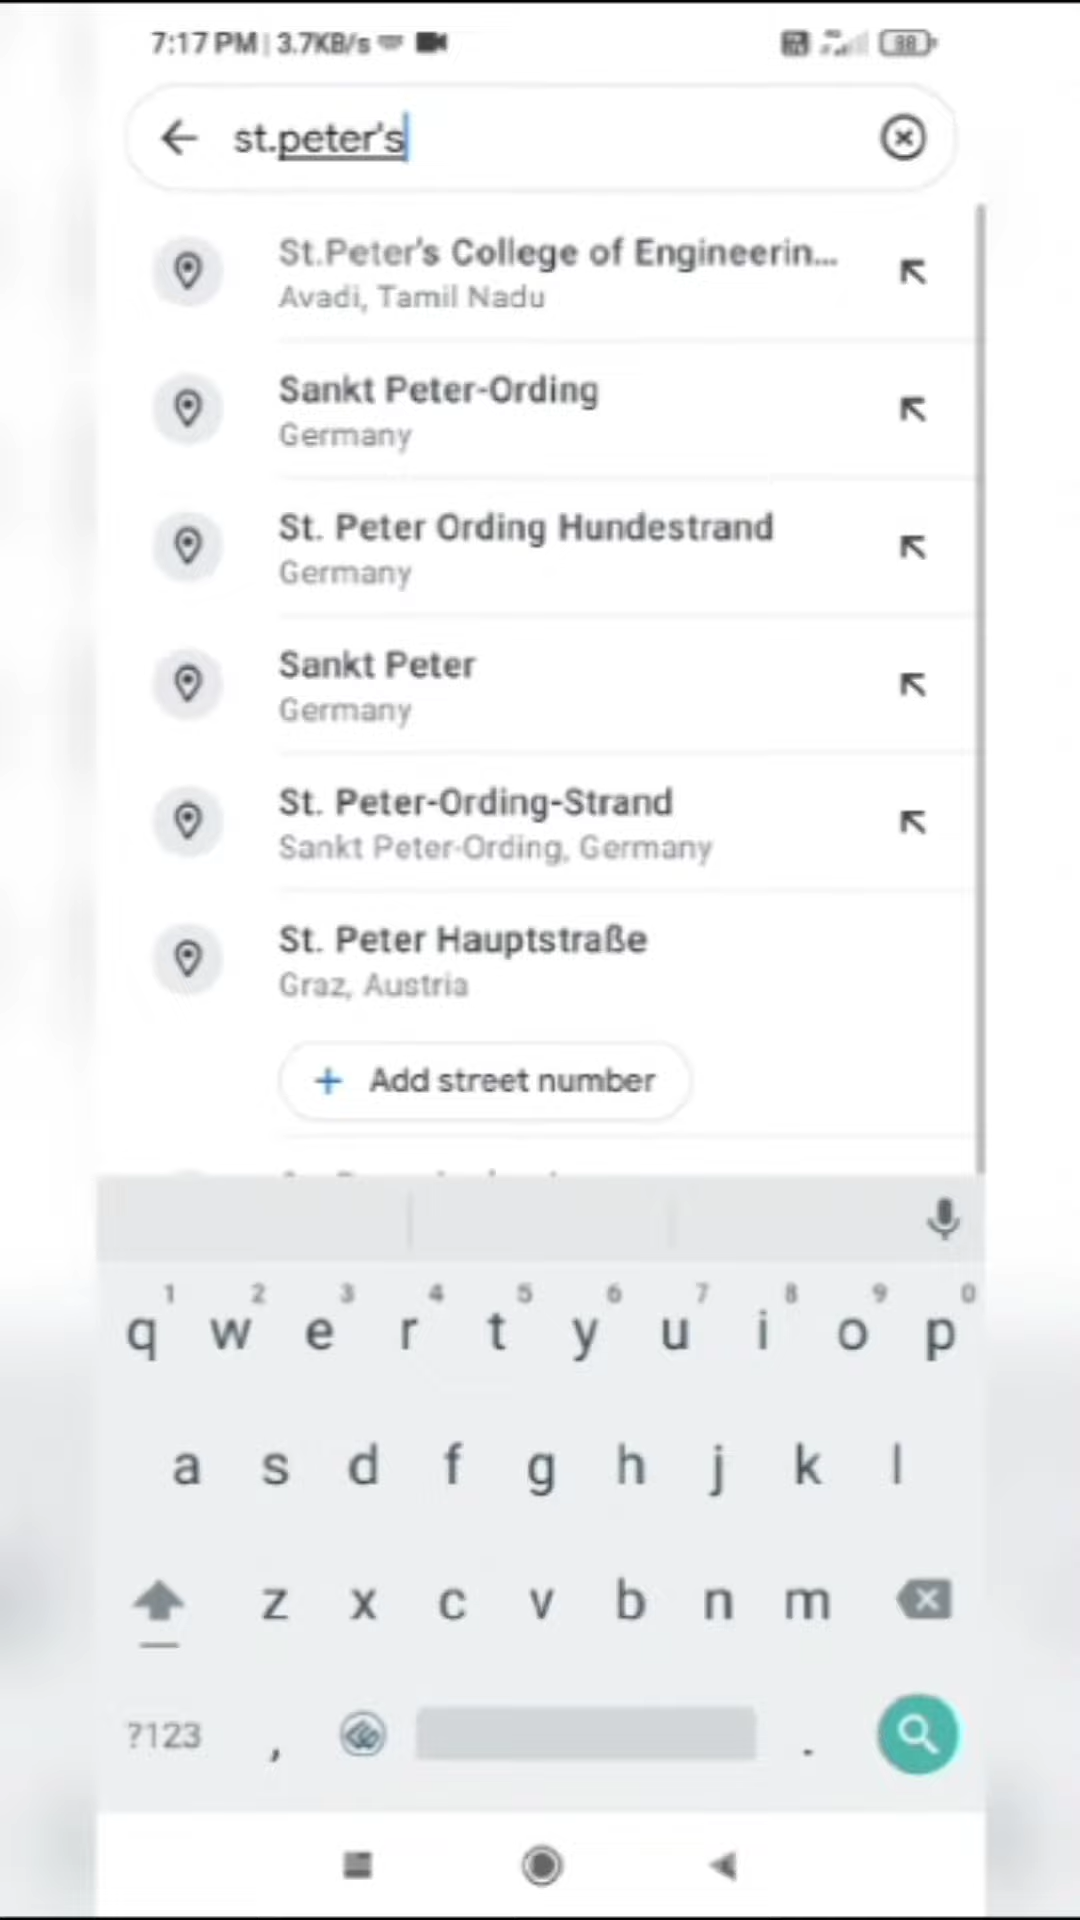 7:17 PM | 3.7KB/s
st.peter's
St.Peter's College of Engineerin...
Avadi, Tamil Nadu
Sankt Peter-Ording
Germany
St. Peter Ording Hundestrand
Germany
Sankt Peter
Germany
St. Peter-Ording-Strand
Sankt Peter-Ording, Germany
St. Peter Hauptstraße
Graz, Austria
+ Add street number
1 2 3 4 5 6 7 8 9 0
q w e r t y u i o p
a s d f g h j k l
z x c v b n m
?123 , .